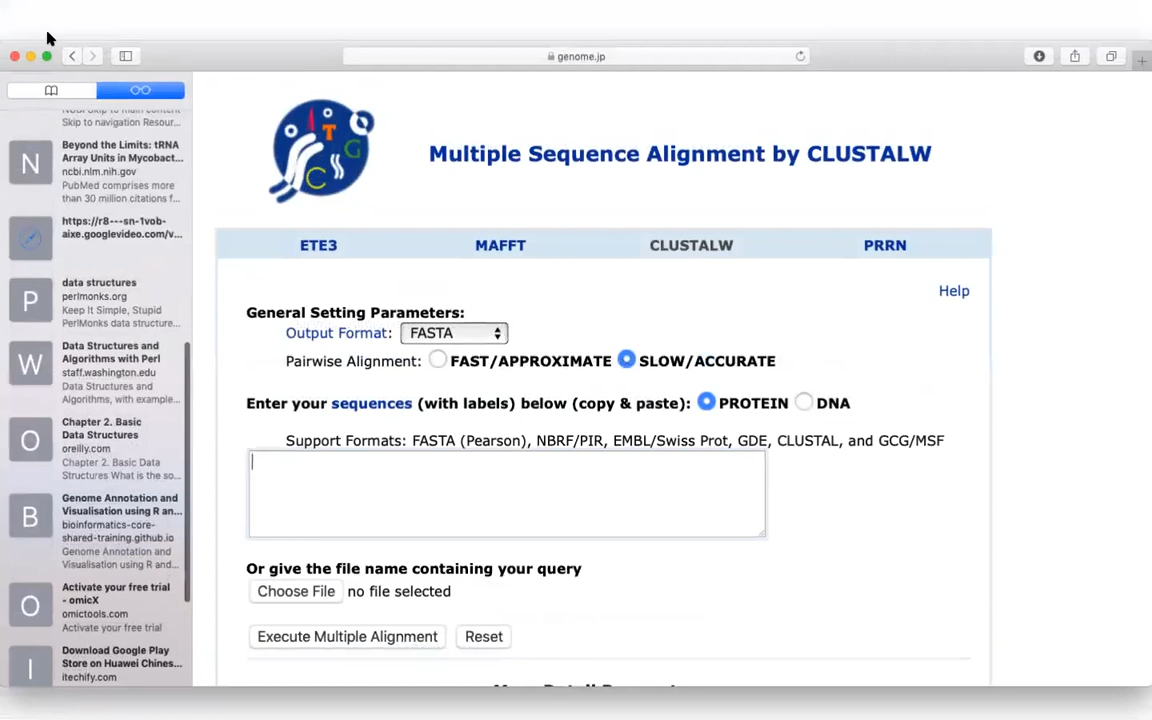 genome.jp
Skip to navigation Resour...
N
Beyond the Limits: tRNA
Array Units in Mycobact...
ncbi.nlm.nih.gov
PubMed comprises more
than 30 million citations f...
https://r8---sn-1vob-
aixe.googlevideo.com/v...
P
data structures
perlmonks.org
Keep It Simple, Stupid
PerlMonks data structure...
W
Data Structures and
Algorithms with Perl
staff.washington.edu
Data Structures and
Algorithms, with example...
O
Chapter 2. Basic
Data Structures
oreilly.com
Chapter 2. Basic Data
Structures What is the so...
B
Genome Annotation and
Visualisation using R an...
bioinformatics-core-
shared-training.github.io
Genome Annotation and
Visualisation using R and...
O
Activate your free trial
- omicX
omictools.com
Activate your free trial
I
Download Google Play
Store on Huawei Chines...
itechify.com
T
G
C
Multiple Sequence Alignment by CLUSTALW
ETE3 MAFFT CLUSTALW PRRN
Help
General Setting Parameters:
Output Format: FASTA
Pairwise Alignment: FAST/APPROXIMATE SLOW/ACCURATE
Enter your sequences (with labels) below (copy & paste): PROTEIN DNA
Support Formats: FASTA (Pearson), NBRF/PIR, EMBL/Swiss Prot, GDE, CLUSTAL, and GCG/MSF
Or give the file name containing your query
Choose File no file selected
Execute Multiple Alignment Reset